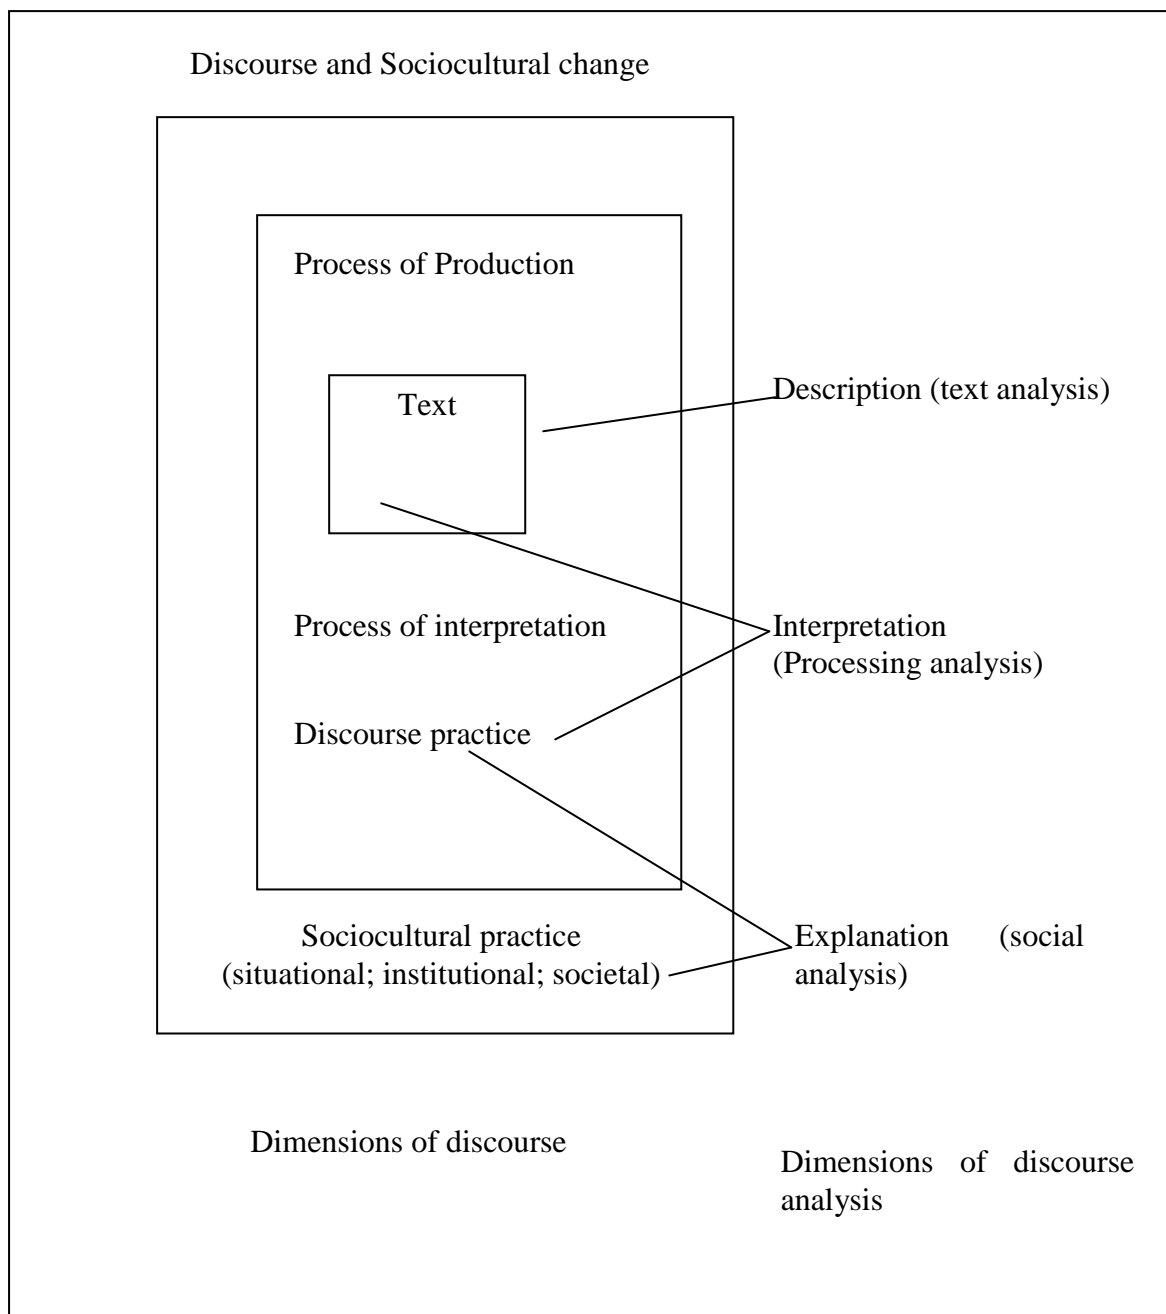 Discourse and Sociocultural change
Process of Production
Text
Description (text analysis)
Process of interpretation
Interpretation
(Processing analysis)
Discourse practice
Sociocultural practice
(situational; institutional; societal)
Explanation (social
analysis)
Dimensions of discourse
Dimensions of discourse
analysis